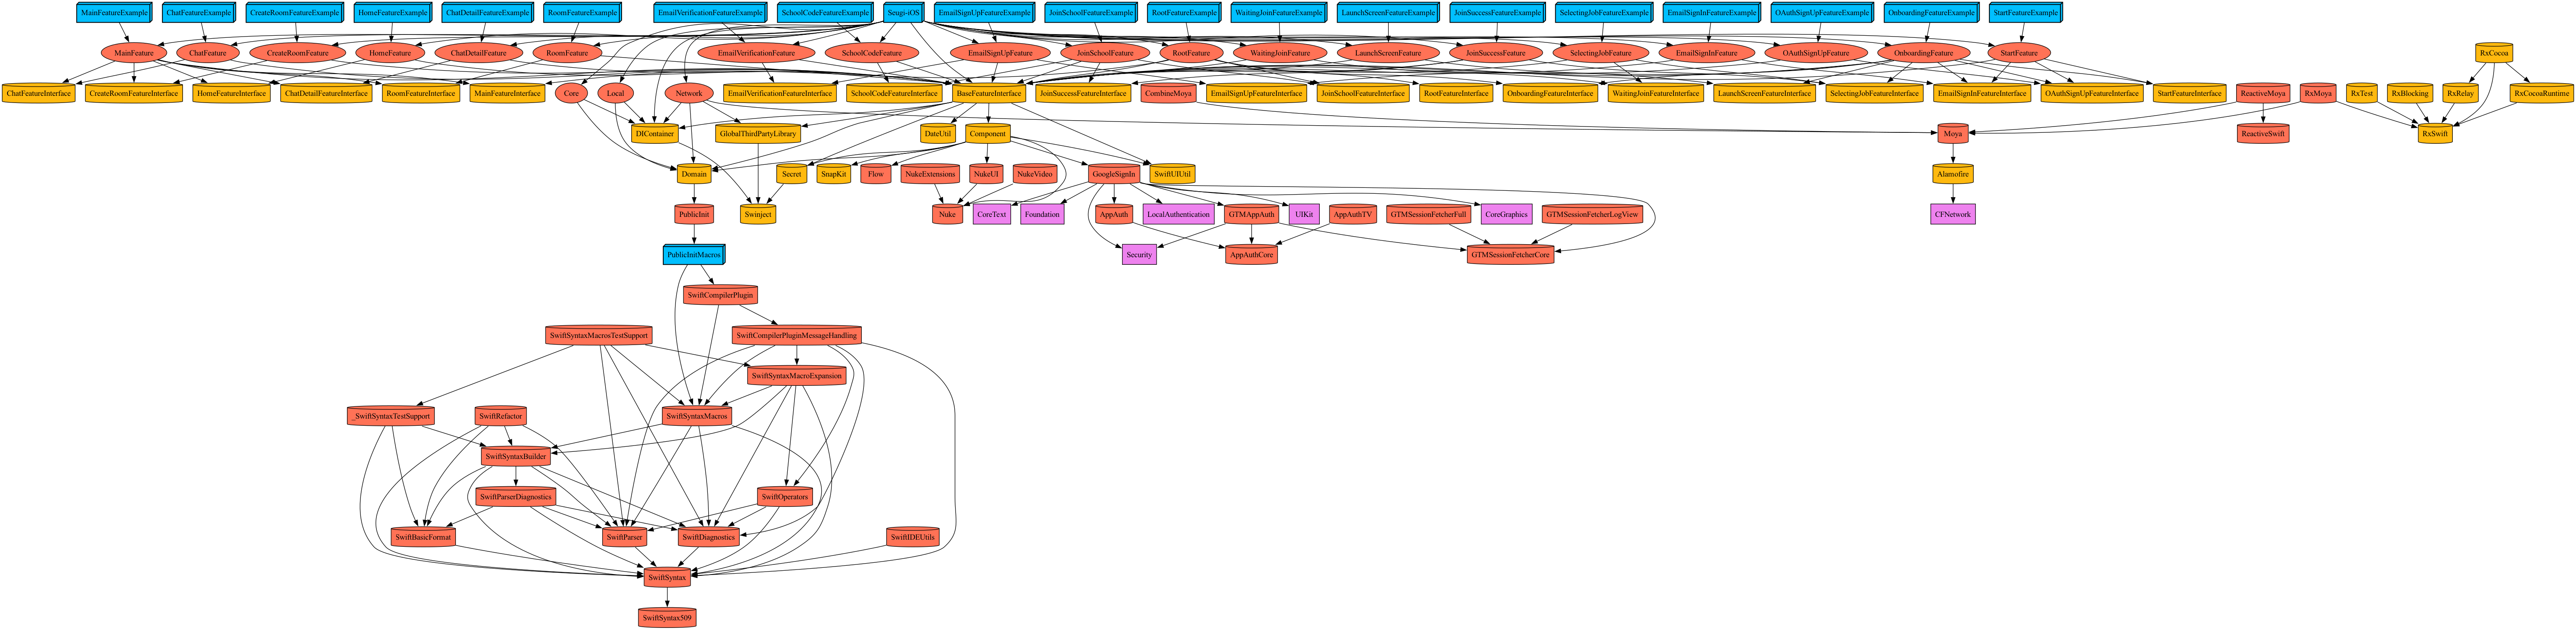 MainFeatureExample
ChatFeatureExample
CreateRoomFeatureExample
HomeFeatureExample
ChatDetailFeatureExample
RoomFeatureExample
EmailVerificationFeatureExample
SchoolCodeFeatureExample
Seugi-iOS
EmailSignUpFeatureExample
JoinSchoolFeatureExample
RootFeatureExample
WaitingJoinFeatureExample
LaunchScreenFeatureExample
JoinSuccessFeatureExample
SelectingJobFeatureExample
EmailSignInFeatureExample
OAuthSignUpFeatureExample
OnboardingFeatureExample
StartFeatureExample
MainFeature
ChatFeature
CreateRoomFeature
HomeFeature
ChatDetailFeature
RoomFeature
EmailVerificationFeature
SchoolCodeFeature
EmailSignUpFeature
JoinSchoolFeature
RootFeature
WaitingJoinFeature
LaunchScreenFeature
JoinSuccessFeature
SelectingJobFeature
EmailSignInFeature
OAuthSignUpFeature
OnboardingFeature
StartFeature
RxCocoa
ChatFeatureInterface
CreateRoomFeatureInterface
HomeFeatureInterface
ChatDetailFeatureInterface
RoomFeatureInterface
MainFeatureInterface
Core
Local
Network
EmailVerificationFeatureInterface
SchoolCodeFeatureInterface
BaseFeatureInterface
JoinSuccessFeatureInterface
CombineMoya
EmailSignUpFeatureInterface
JoinSchoolFeatureInterface
RootFeatureInterface
OnboardingFeatureInterface
WaitingJoinFeatureInterface
LaunchScreenFeatureInterface
SelectingJobFeatureInterface
EmailSignInFeatureInterface
OAuthSignUpFeatureInterface
StartFeatureInterface
ReactiveMoya
RxMoya
RxTest
RxBlocking
RxRelay
RxCocoaRuntime
DIContainer
GlobalThirdPartyLibrary
DateUtil
Component
Moya
ReactiveSwift
RxSwift
Domain
Secret
SnapKit
Flow
NukeExtensions
NukeUI
NukeVideo
GoogleSignIn
SwiftUIUtil
Alamofire
PublicInit
Swinject
Nuke
CoreText
Foundation
AppAuth
LocalAuthentication
GTMAppAuth
UIKit
AppAuthTV
GTMSessionFetcherFull
CoreGraphics
GTMSessionFetcherLogView
CFNetwork
PublicInitMacros
Security
AppAuthCore
GTMSessionFetcherCore
SwiftCompilerPlugin
SwiftSyntaxMacrosTestSupport
SwiftCompilerPluginMessageHandling
SwiftSyntaxMacroExpansion
_SwiftSyntaxTestSupport
SwiftRefactor
SwiftSyntaxMacros
SwiftSyntaxBuilder
SwiftParserDiagnostics
SwiftOperators
SwiftBasicFormat
SwiftParser
SwiftDiagnostics
SwiftIDEUtils
SwiftSyntax
SwiftSyntax509